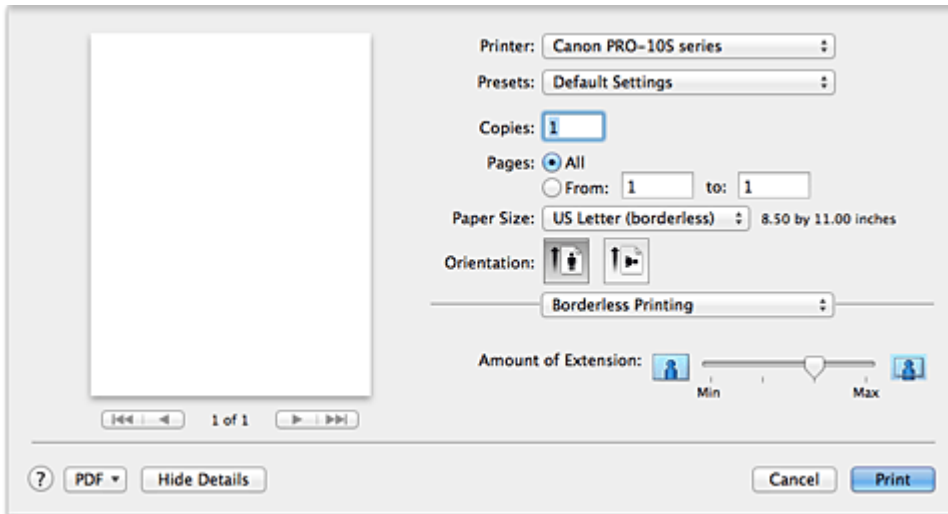 Printer: Canon PRO-10S series
Presets: Default Settings
Copies: 1
Pages: All
From: 1 to: 1
Paper Size: US Letter (borderless) 8.50 by 11.00 inches
Orientation:
Borderless Printing
Amount of Extension:
Min Max
1 of 1
? PDF Hide Details Cancel Print